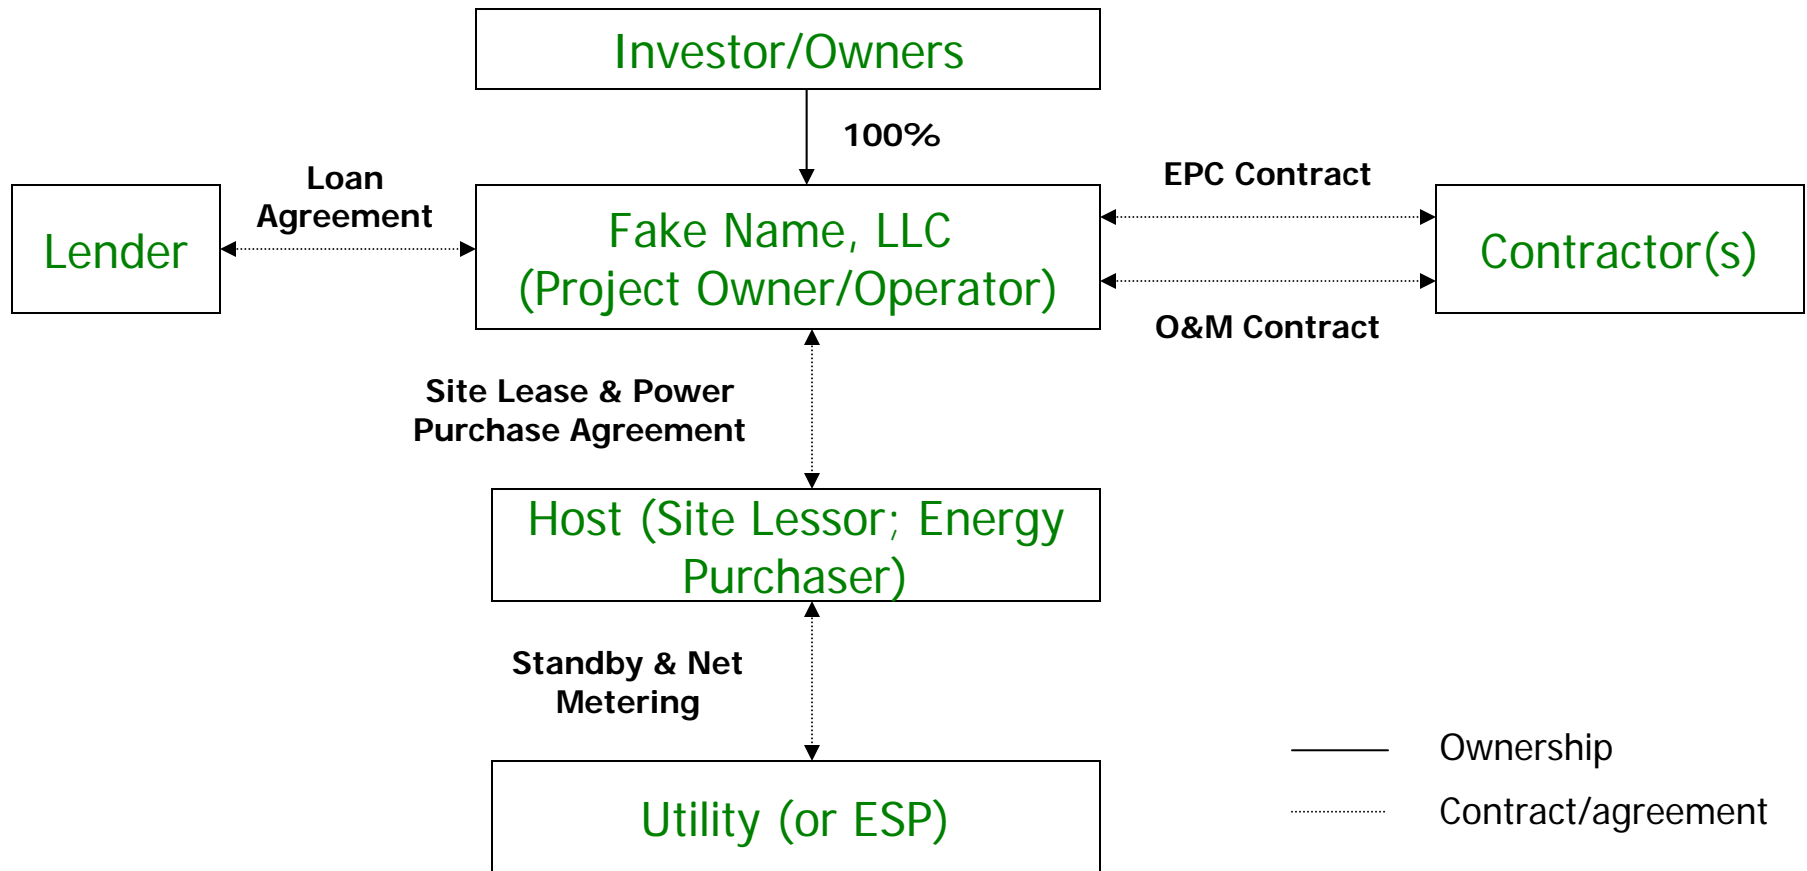 Investor/Owners
100%
Loan
Agreement
EPC Contract
Lender
Fake Name, LLC
(Project Owner/Operator)
Contractor(s)
O&M Contract
Site Lease & Power
Purchase Agreement
Host (Site Lessor; Energy
Purchaser)
Standby & Net
Metering
Ownership
Utility (or ESP)
Contract/agreement